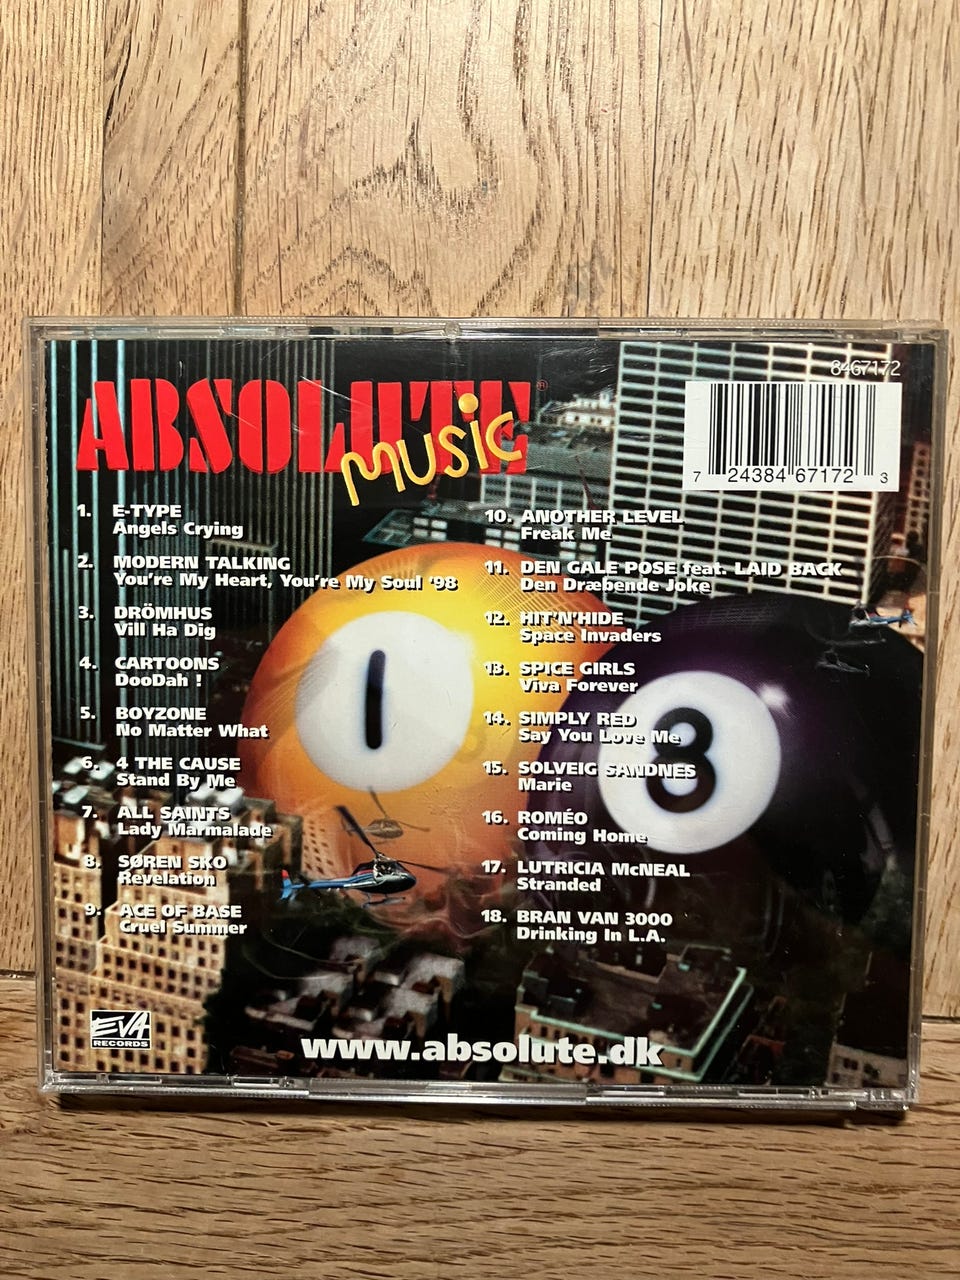 8467172
ABSOLUTE ®
music
7 24384 67172 3
1. E-TYPE
Angels Crying
2. MODERN TALKING
You're My Heart, You're My Soul '98
3. DRÖMHUS
Vill Ha Dig
4. CARTOONS
DooDah !
5. BOYZONE
No Matter What
6. 4 THE CAUSE
Stand By Me
7. ALL SAINTS
Lady Marmalade
8. SØREN SKO
Revelation
9. ACE OF BASE
Cruel Summer
10. ANOTHER LEVEL
Freak Me
11. DEN GALE POSE feat. LAID BACK
Den Dræbende Joke
12. HIT'N'HIDE
Space Invaders
13. SPICE GIRLS
Viva Forever
14. SIMPLY RED
Say You Love Me
15. SOLVEIG SANDNES
Marie
16. ROMÉO
Coming Home
17. LUTRICIA McNEAL
Stranded
18. BRAN VAN 3000
Drinking In L.A.
1
3
EVA
RECORDS
www.absolute.dk